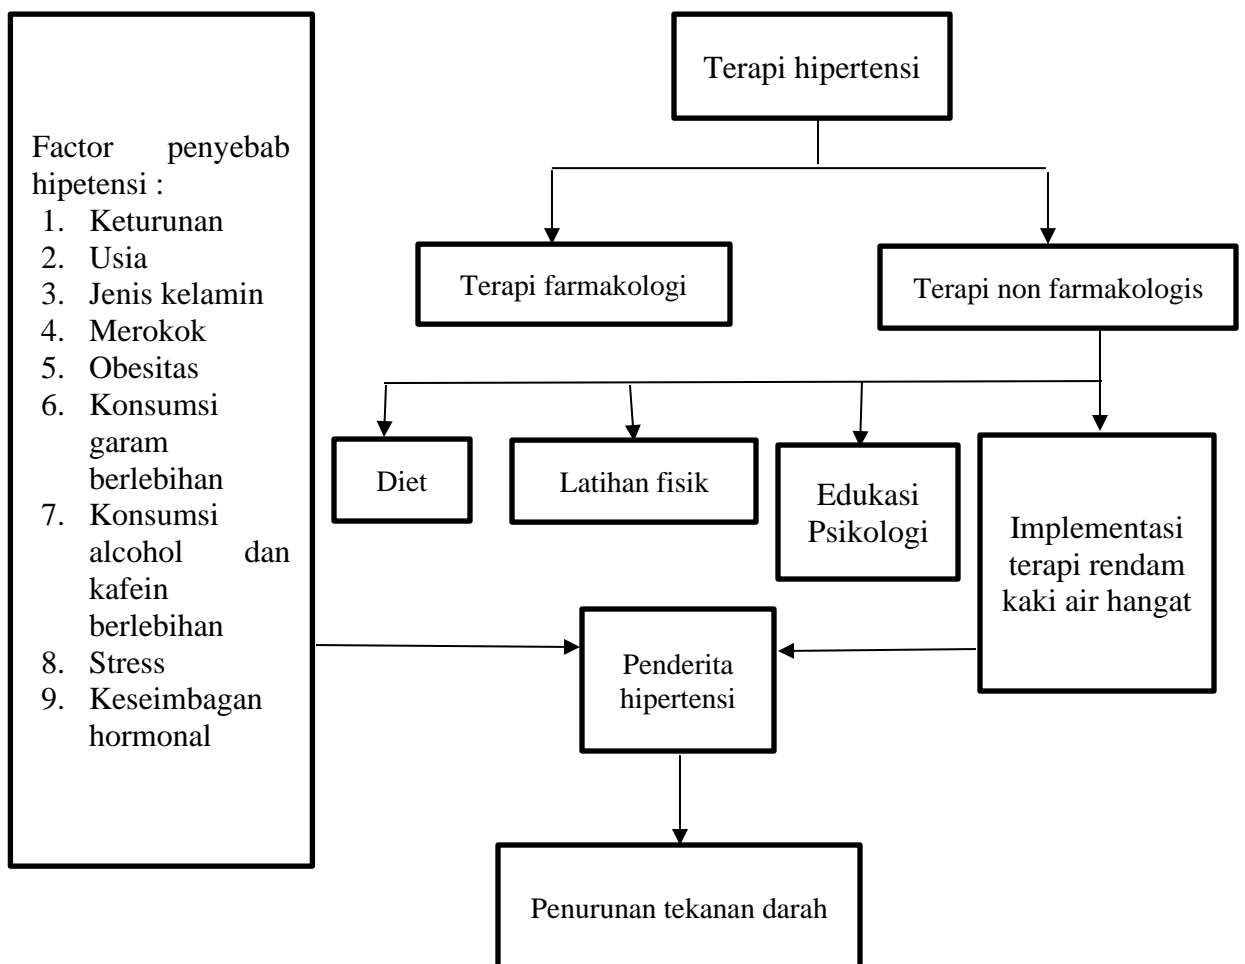 Factor penyebab
hipetensi :
1. Keturunan
2. Usia
3. Jenis kelamin
4. Merokok
5. Obesitas
6. Konsumsi
garam
berlebihan
7. Konsumsi
alcohol dan
kafein
berlebihan
8. Stress
9. Keseimbagan
hormonal
Terapi hipertensi
Terapi farmakologi
Terapi non farmakologis
Diet
Latihan fisik
Edukasi
Psikologi
Implementasi
terapi rendam
kaki air hangat
Penderita
hipertensi
Penurunan tekanan darah